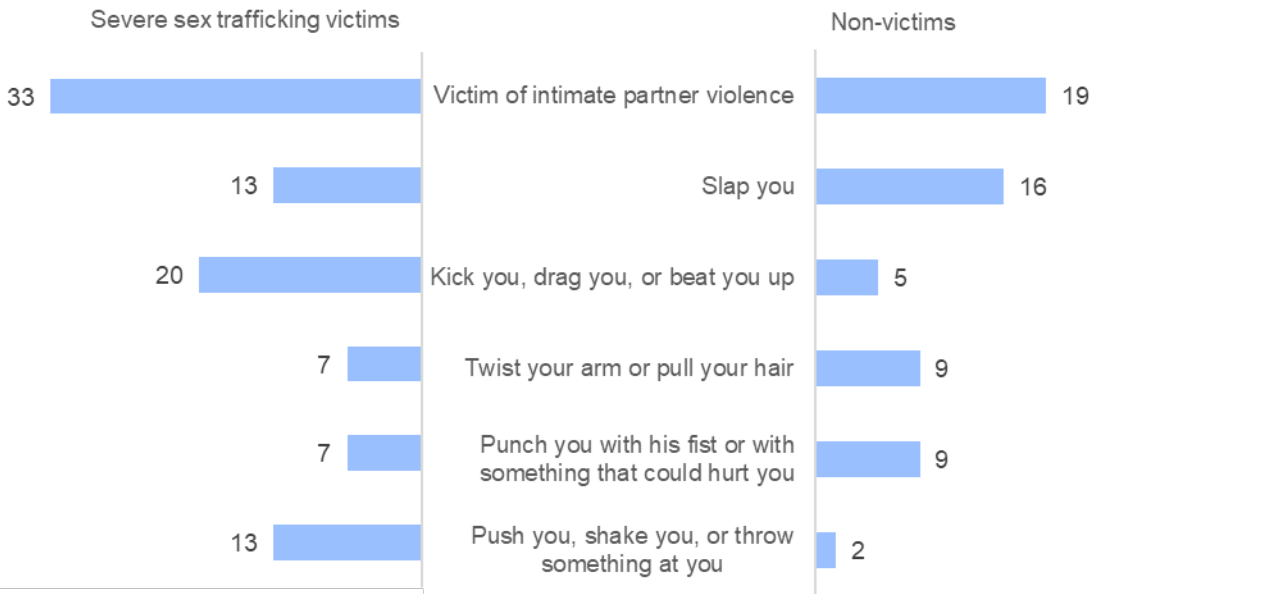 Severe sex trafficking victims
Non-victims
33
Victim of intimate partner violence
19
13
Slap you
16
20
Kick you, drag you, or beat you up
5
7
Twist your arm or pull your hair
9
7
Punch you with his fist or with
something that could hurt you
9
13
Push you, shake you, or throw
something at you
2